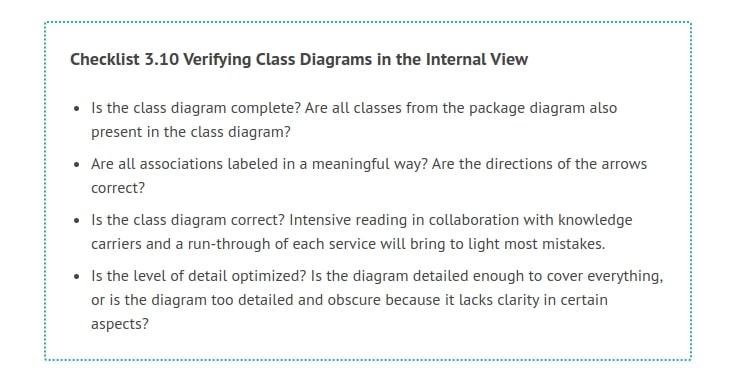 Checklist 3.10 Verifying Class Diagrams in the Internal View
• Is the class diagram complete? Are all classes from the package diagram also
present in the class diagram?
• Are all associations labeled in a meaningful way? Are the directions of the arrows
correct?
• Is the class diagram correct? Intensive reading in collaboration with knowledge
carriers and a run-through of each service will bring to light most mistakes.
• Is the level of detail optimized? Is the diagram detailed enough to cover everything,
or is the diagram too detailed and obscure because it lacks clarity in certain
aspects?